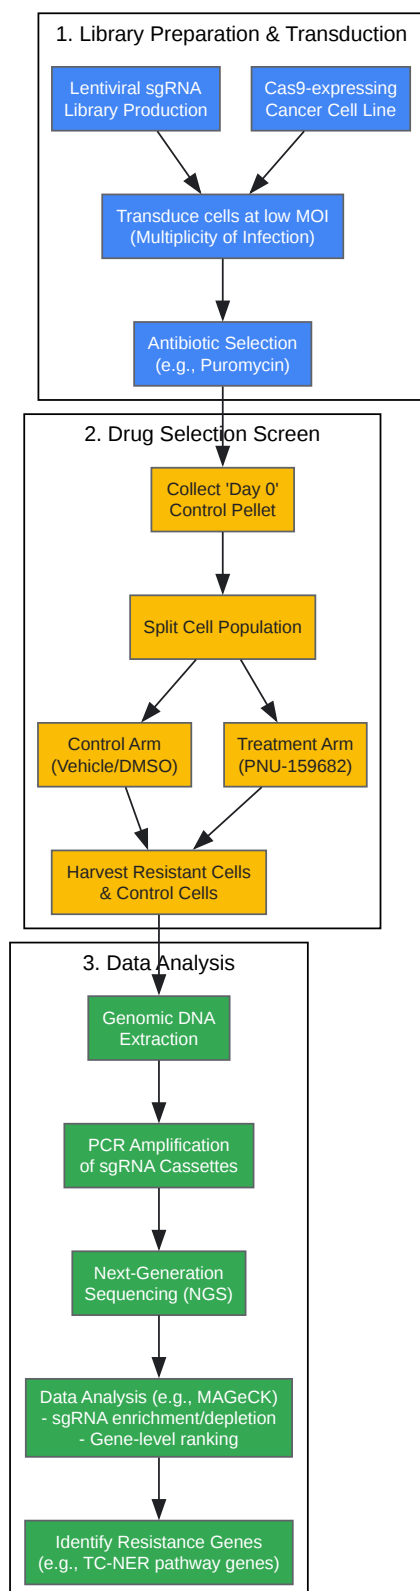 1. Library Preparation & Transduction
Lentiviral sgRNA
Library Production
Cas9-expressing
Cancer Cell Line
Transduce cells at low MOI
(Multiplicity of Infection)
Antibiotic Selection
(e.g., Puromycin)
2. Drug Selection Screen
Collect 'Day 0'
Control Pellet
Split Cell Population
Control Arm
(Vehicle/DMSO)
Treatment Arm
(PNU-159682)
Harvest Resistant Cells
& Control Cells
3. Data Analysis
Genomic DNA
Extraction
PCR Amplification
of sgRNA Cassettes
Next-Generation
Sequencing (NGS)
Data Analysis (e.g., MAGeCK)
- sgRNA enrichment/depletion
- Gene-level ranking
Identify Resistance Genes
(e.g., TC-NER pathway genes)